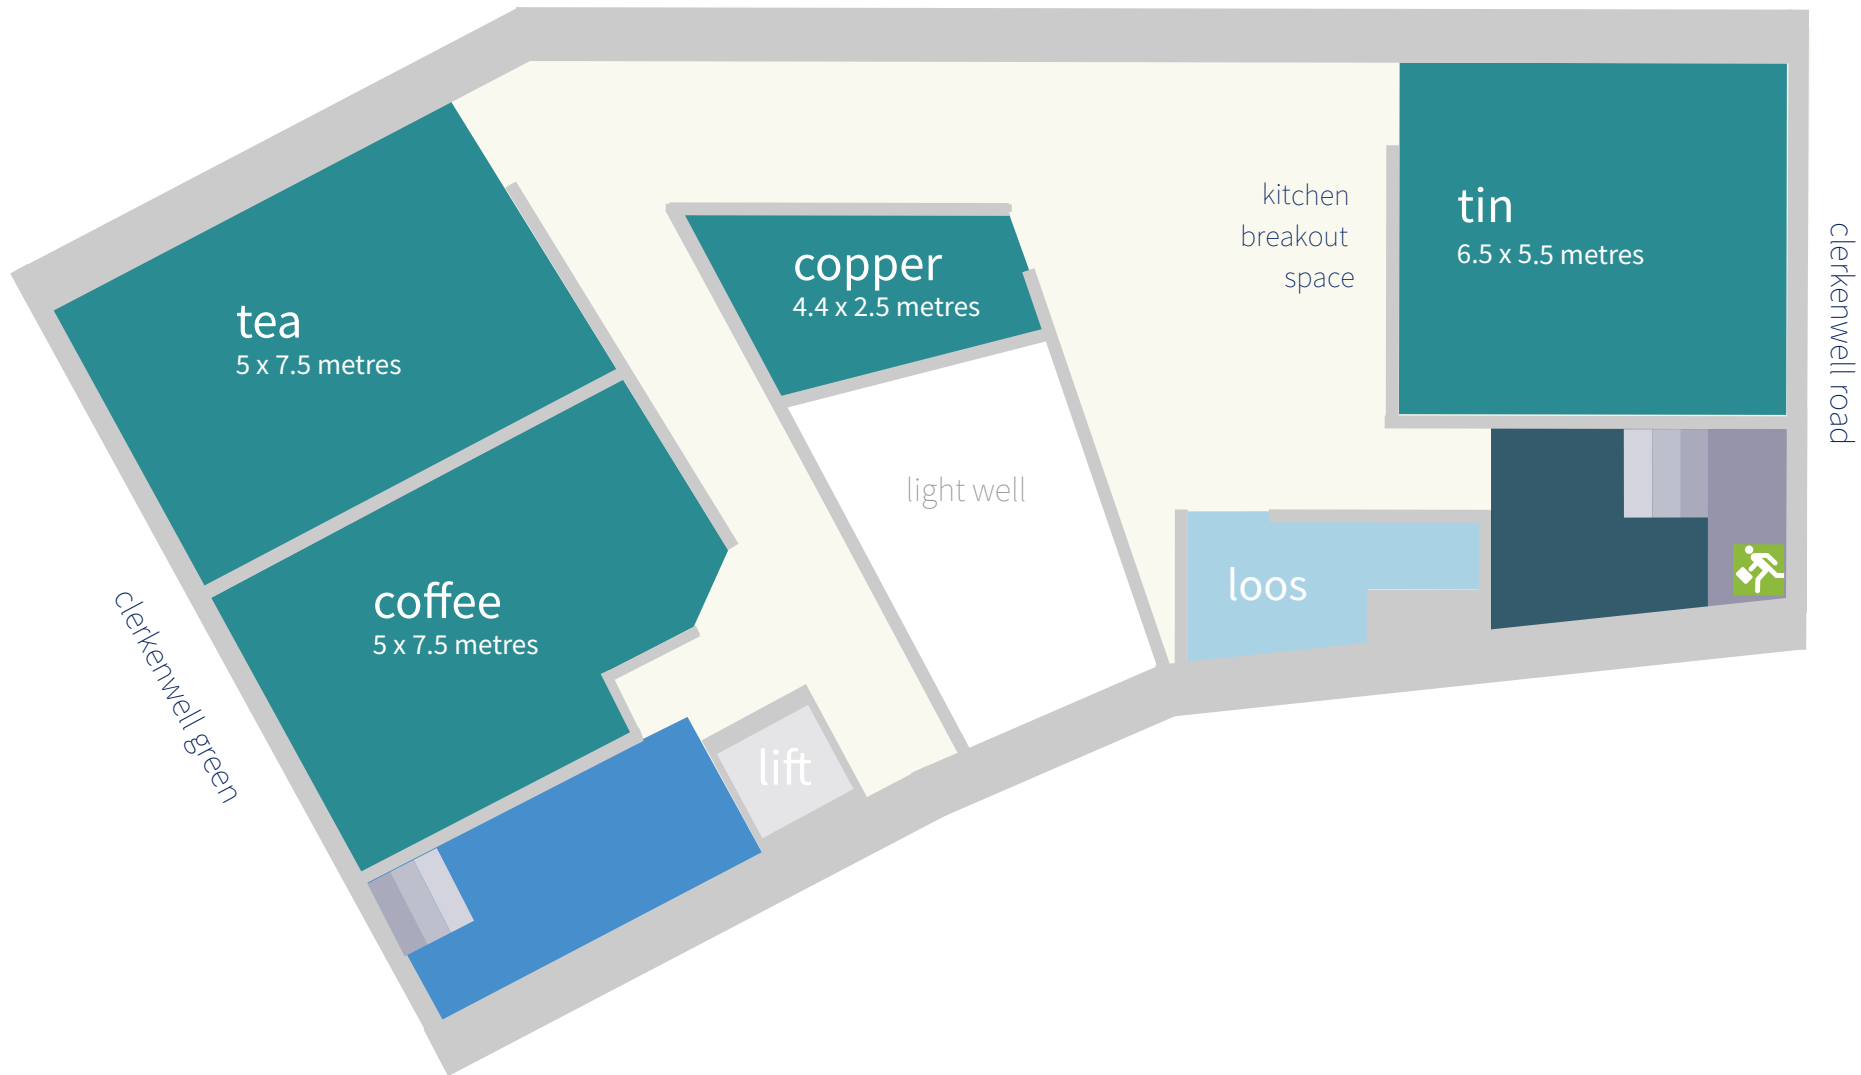 tea
5 x 7.5 metres
copper
4.4 x 2.5 metres
kitchen
breakout
space
tin
6.5 x 5.5 metres
clerkenwell road
light well
coffee
5 x 7.5 metres
loos
clerkenwell green
lift